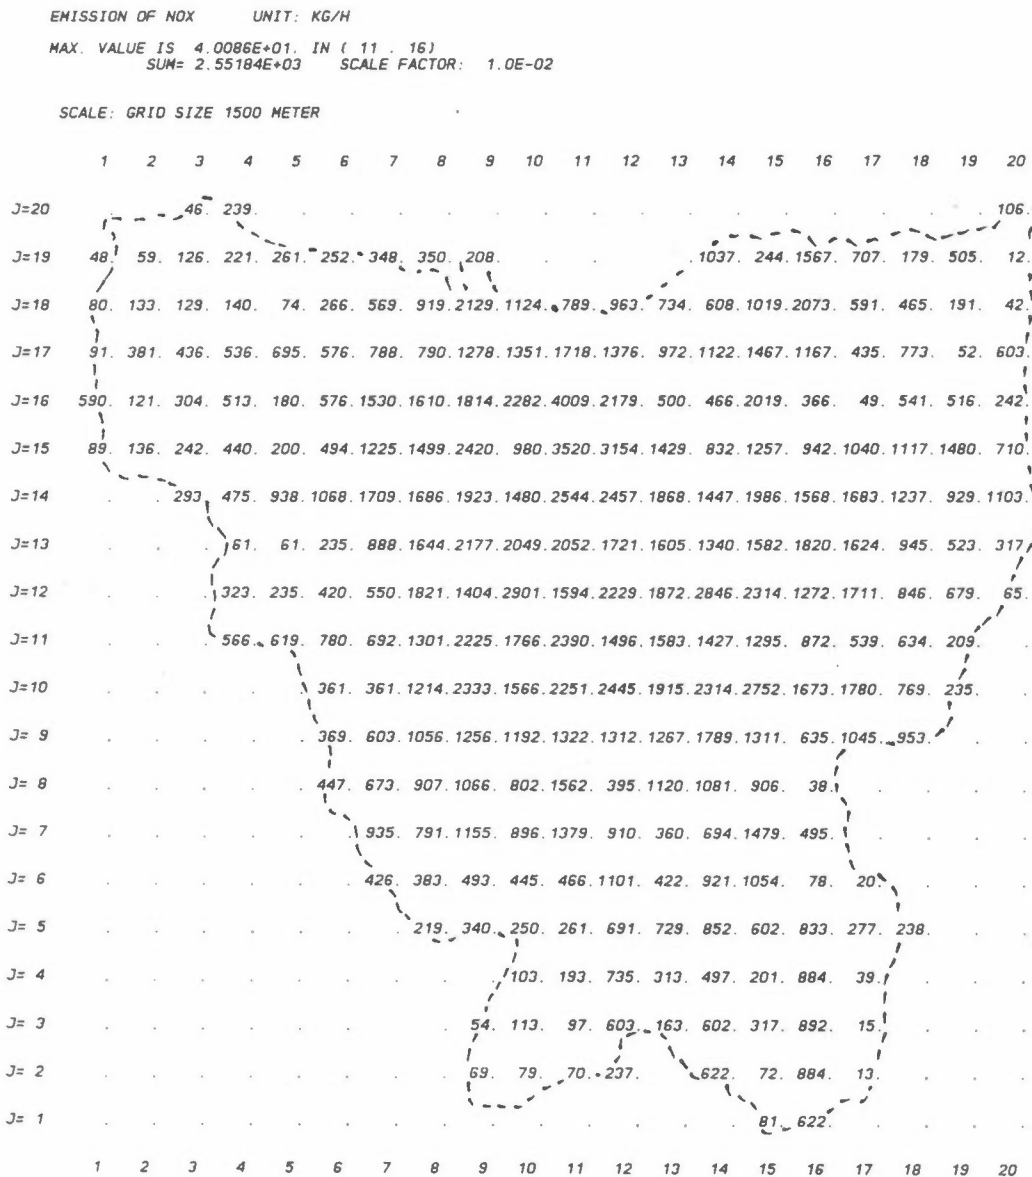 EMISSION OF NOX UNIT: KG/H
MAX. VALUE IS 4.0086E+01. IN ( 11 . 16)
SUM= 2.55184E+03 SCALE FACTOR: 1.0E-02
SCALE: GRID SIZE 1500 METER
1 2 3 4 5 6 7 8 9 10 11 12 13 14 15 16 17 18 19 20
J=20 . . 46. 239. . . . . . . . . . . . . . . . 106.
J=19 48. 59. 126. 221. 261. 252. 348. 350. 208. . . . . 1037. 244. 1567. 707. 179. 505. 12.
J=18 80. 133. 129. 140. 74. 266. 569. 919. 2129. 1124. 789. 963. 734. 608. 1019. 2073. 591. 465. 191. 42.
J=17 91. 381. 436. 536. 695. 576. 788. 790. 1278. 1351. 1718. 1376. 972. 1122. 1467. 1167. 435. 773. 52. 603.
J=16 590. 121. 304. 513. 180. 576. 1530. 1610. 1814. 2282. 4009. 2179. 500. 466. 2019. 366. 49. 541. 516. 242.
J=15 89. 136. 242. 440. 200. 494. 1225. 1499. 2420. 980. 3520. 3154. 1429. 832. 1257. 942. 1040. 1117. 1480. 710.
J=14 . . 293. 475. 938. 1068. 1709. 1686. 1923. 1480. 2544. 2457. 1868. 1447. 1986. 1568. 1683. 1237. 929. 1103.
J=13 . . . 61. 61. 235. 888. 1644. 2177. 2049. 2052. 1721. 1605. 1340. 1582. 1820. 1624. 945. 523. 317.
J=12 . . . 323. 235. 420. 550. 1821. 1404. 2901. 1594. 2229. 1872. 2846. 2314. 1272. 1711. 846. 679. 65.
J=11 . . . 566. 619. 780. 692. 1301. 2225. 1766. 2390. 1496. 1583. 1427. 1295. 872. 539. 634. 209. .
J=10 . . . . . 361. 361. 1214. 2333. 1566. 2251. 2445. 1915. 2314. 2752. 1673. 1780. 769. 235. .
J= 9 . . . . . 369. 603. 1056. 1256. 1192. 1322. 1312. 1267. 1789. 1311. 635. 1045. 953. . .
J= 8 . . . . . 447. 673. 907. 1066. 802. 1562. 395. 1120. 1081. 906. 38. . . . .
J= 7 . . . . . . 935. 791. 1155. 896. 1379. 910. 360. 694. 1479. 495. . . . .
J= 6 . . . . . . 426. 383. 493. 445. 466. 1101. 422. 921. 1054. 78. 20. . . .
J= 5 . . . . . . . 219. 340. 250. 261. 691. 729. 852. 602. 833. 277. 238. . .
J= 4 . . . . . . . . . 103. 193. 735. 313. 497. 201. 884. 39. . . .
J= 3 . . . . . . . . 54. 113. 97. 603. 163. 602. 317. 892. 15. . . .
J= 2 . . . . . . . . 69. 79. 70. 237. . 622. 72. 884. 13. . . .
J= 1 . . . . . . . . . . . . . . 81. 622. . . . .
1 2 3 4 5 6 7 8 9 10 11 12 13 14 15 16 17 18 19 20